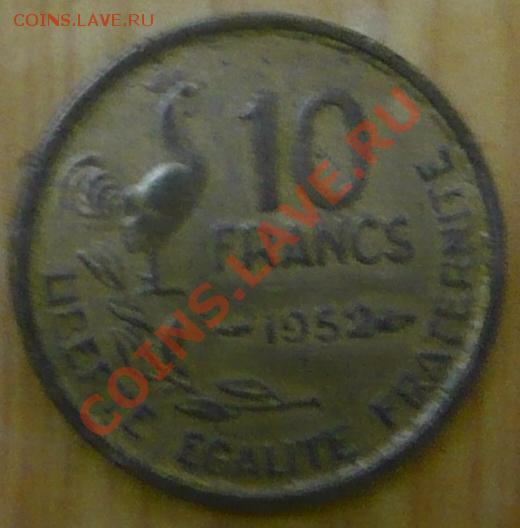 COINS.LAVE.RU
10
FRANCS
1952
LIBERTE EGALITE FRATERNITE
COINS.LAVE.RU